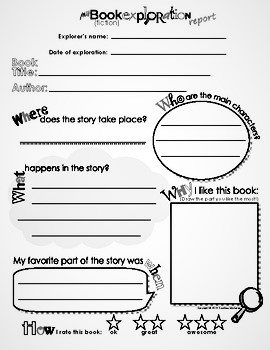 my Book exploration
(fiction) report
Explorer's name:
Date of exploration:
Book
Title:
Author:
Where does the story take place?
Who are the main characters?
What happens in the story?
Why I like this book:
(Draw the part you like the most!)
My favorite part of the story was when
How I rate this book: ok great awesome